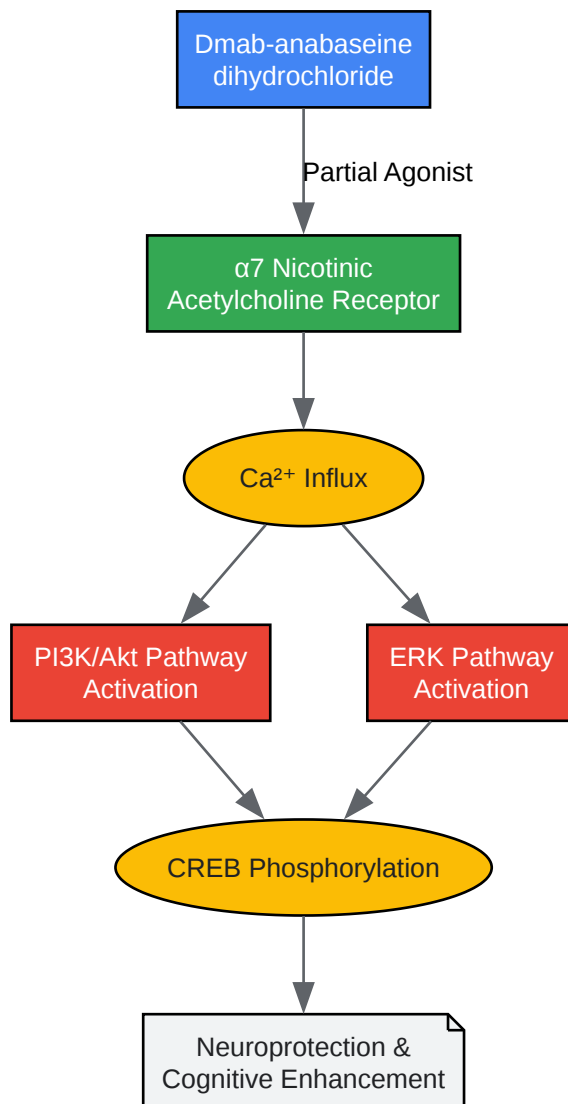 Dmab-anabaseine
dihydrochloride
Partial Agonist
α7 Nicotinic
Acetylcholine Receptor
Ca²⁺ Influx
PI3K/Akt Pathway
Activation
ERK Pathway
Activation
CREB Phosphorylation
Neuroprotection &
Cognitive Enhancement